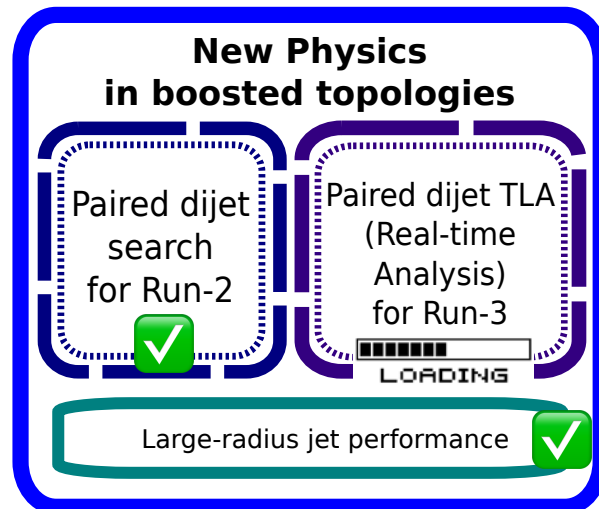 New Physics
in boosted topologies
Paired dijet
search
for Run-2
Paired dijet TLA
(Real-time
Analysis)
for Run-3
LOADING
Large-radius jet performance